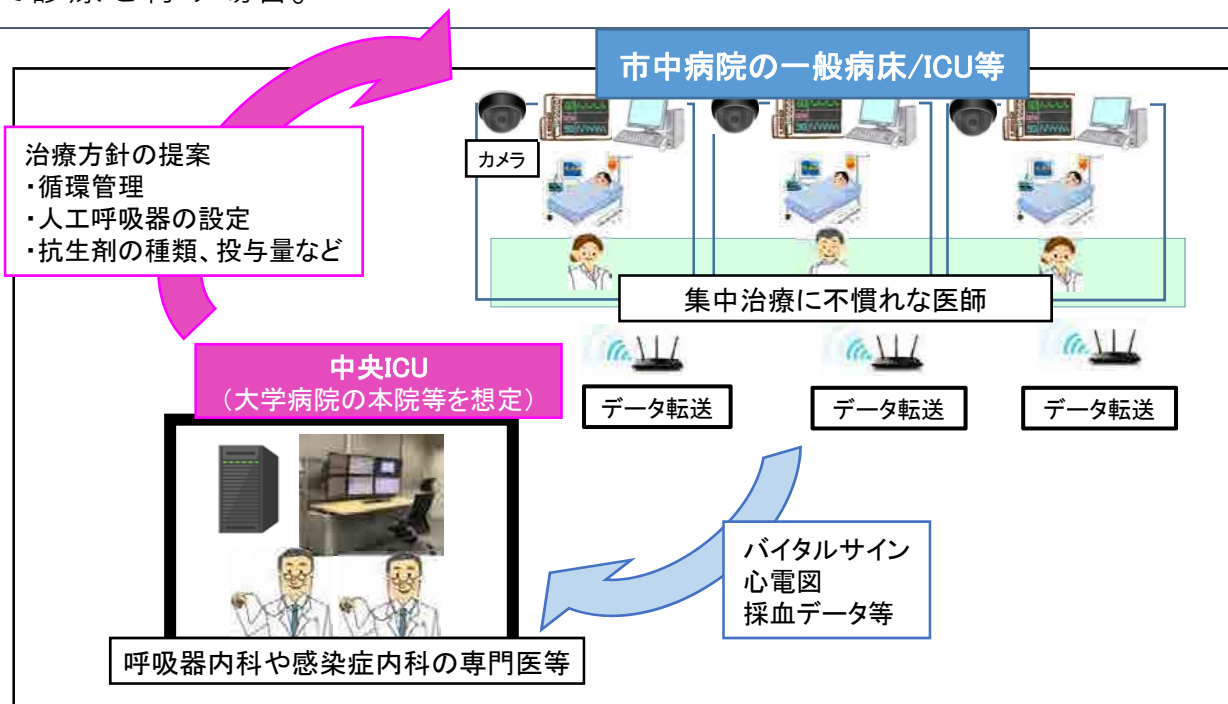 市中病院の一般病床/ICU等
カメラ
治療方針の提案
・循環管理
・人工呼吸器の設定
・抗生剤の種類、投与量など
集中治療に不慣れな医師
中央ICU
（大学病院の本院等を想定）
データ転送
データ転送
データ転送
バイタルサイン
心電図
採血データ等
呼吸器内科や感染症内科の専門医等